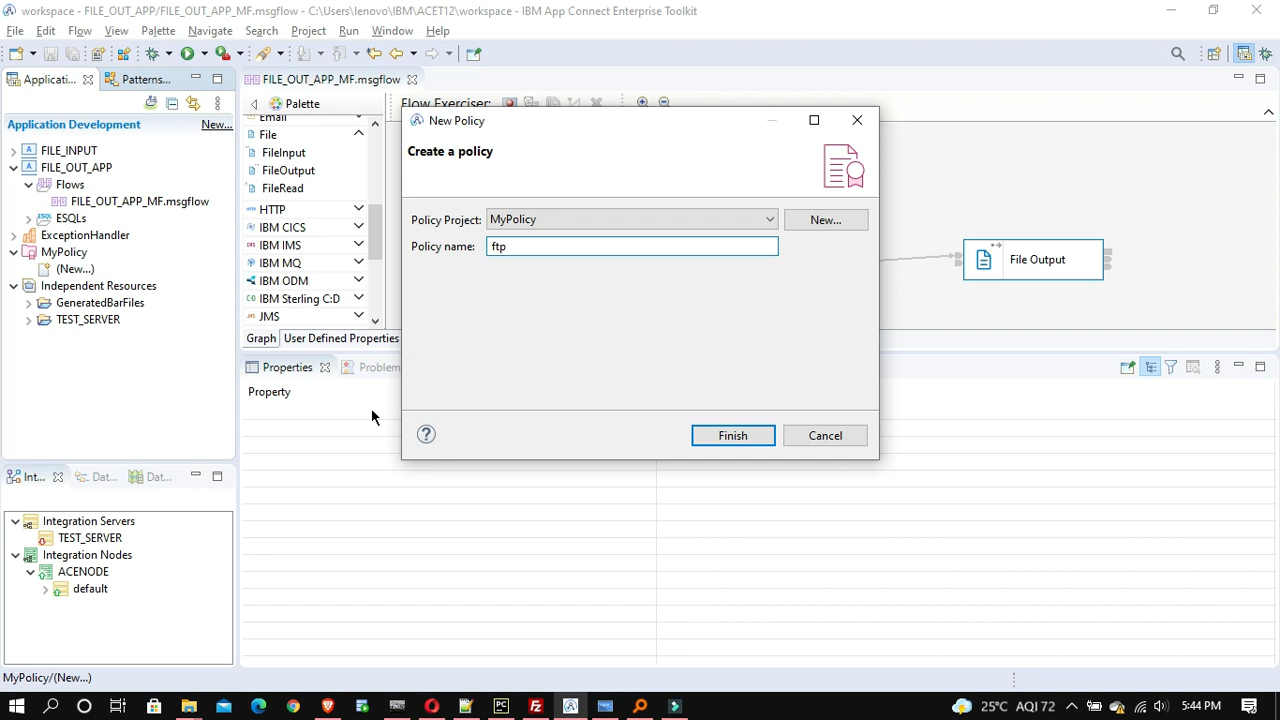 workspace - FILE_OUT_APP/FILE_OUT_APP_MF.msgflow - C:\Users\lenovo\IBM\ACET12\workspace - IBM App Connect Enterprise Toolkit
File Edit Flow View Palette Navigate Search Project Run Window Help
Applicati... Patterns...
FILE_OUT_APP_MF.msgflow
Palette
Flow Exerciser:
New Policy
Application Development New...
Email
Create a policy
File
FILE_INPUT
FileInput
FILE_OUT_APP
FileOutput
Flows
FileRead
FILE_OUT_APP_MF.msgflow
HTTP
Policy Project: MyPolicy New...
ESQLs
IBM CICS
ExceptionHandler
IBM IMS
Policy name: ftp
MyPolicy
IBM MQ
File Output
(New...)
IBM ODM
Independent Resources
IBM Sterling C:D
GeneratedBarFiles
JMS
TEST_SERVER
Graph User Defined Properties
Properties Problem
Property
Finish Cancel
Int... Dat... Dat...
Integration Servers
TEST_SERVER
Integration Nodes
ACENODE
default
MyPolicy/(New...)
25°C AQI 72 5:44 PM